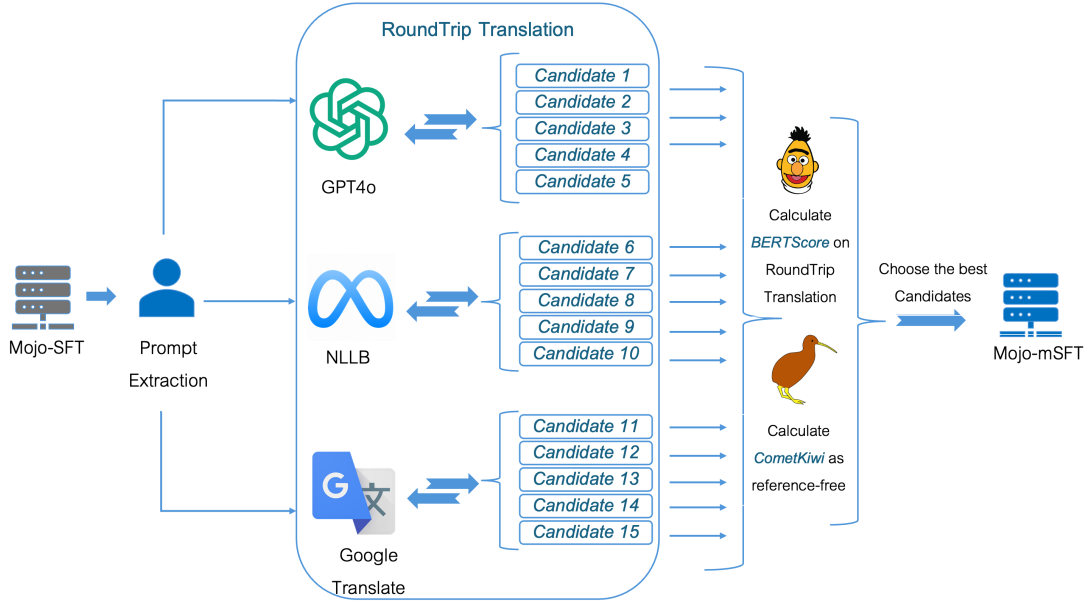 RoundTrip Translation
Candidate 1
Candidate 2
Candidate 3
Candidate 4
Candidate 5
GPT4o
Candidate 6
Candidate 7
Candidate 8
Candidate 9
Candidate 10
NLLB
Candidate 11
Candidate 12
Candidate 13
Candidate 14
Candidate 15
G
文
Google
Translate
Mojo-SFT
Prompt
Extraction
Calculate
BERTScore on
RoundTrip
Translation
Calculate
CometKiwi as
reference-free
Choose the best
Candidates
Mojo-mSFT